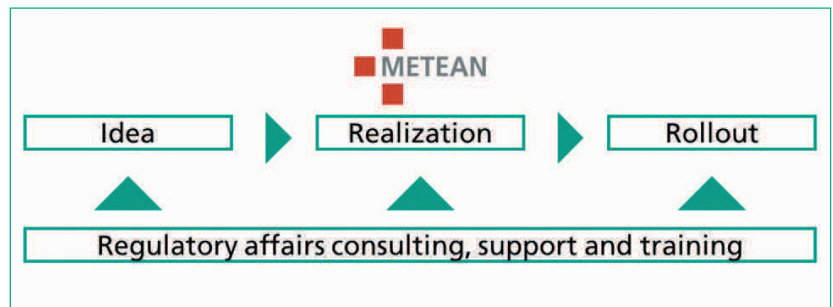 METEAN
Idea
Realization
Rollout
Regulatory affairs consulting, support and training